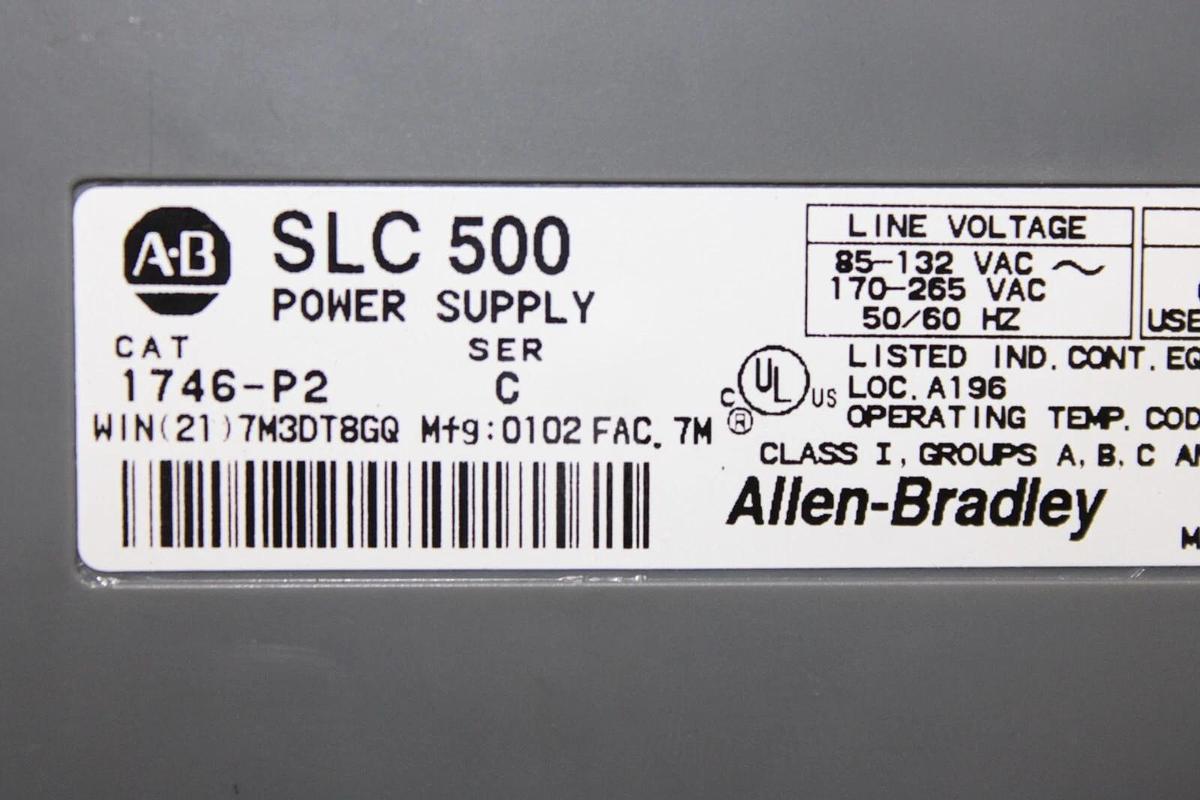 A·B
SLC 500
POWER SUPPLY
CAT SER
1746-P2 C
WIN(21)7M3DT8GQ Mfg:0102 FAC. 7M
LINE VOLTAGE
85-132 VAC ~
170-265 VAC
50/60 HZ
USE
C UL US
®
LISTED IND. CONT. EQ
LOC. A196
OPERATING TEMP. COD
CLASS I, GROUPS A, B, C
Allen-Bradley